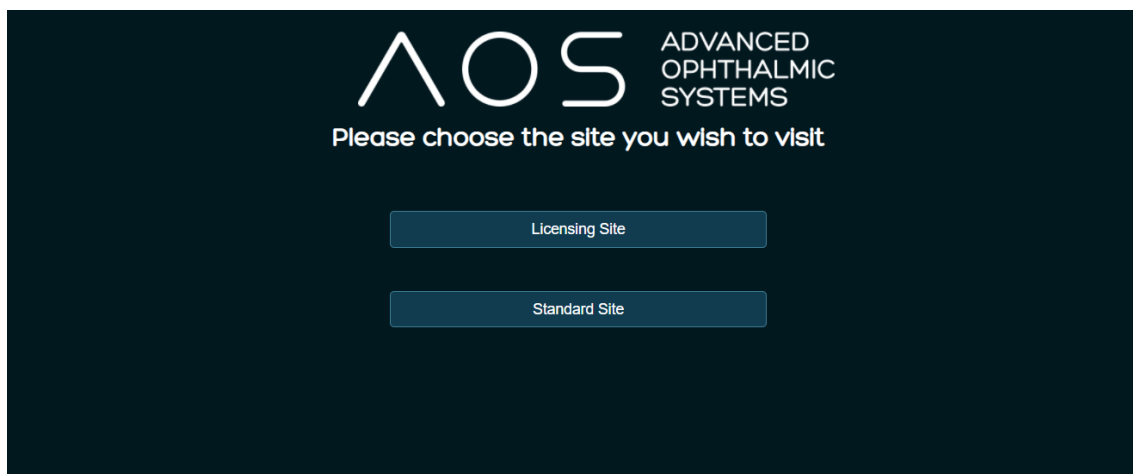 AOS
ADVANCED
OPHTHALMIC
SYSTEMS
Please choose the site you wish to visit
Licensing Site
Standard Site